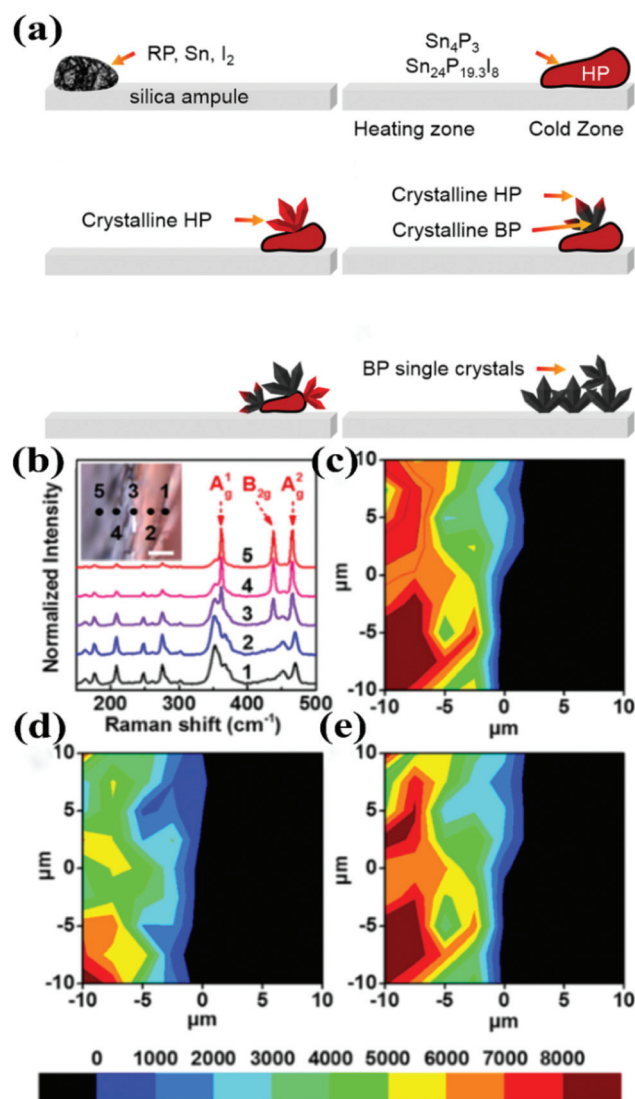 (a)
RP, Sn, I₂
silica ampule
Sn₄P₃
Sn₂₄P₁₉.₃I₈
HP
Heating zone
Cold Zone
Crystalline HP
Crystalline HP
Crystalline BP
BP single crystals
(b)
Normalized Intensity
5 3 1
4 2
A¹g B₂g A²g
5
4
3
2
1
200 300 400 500
Raman shift (cm⁻¹)
(c)
µm
10
5
0
-5
-10
-10 -5 0 5 10
µm
(d)
µm
10
5
0
-5
-10
-10 -5 0 5 10
µm
(e)
µm
10
5
0
-5
-10
-10 -5 0 5 10
µm
0 1000 2000 3000 4000 5000 6000 7000 8000